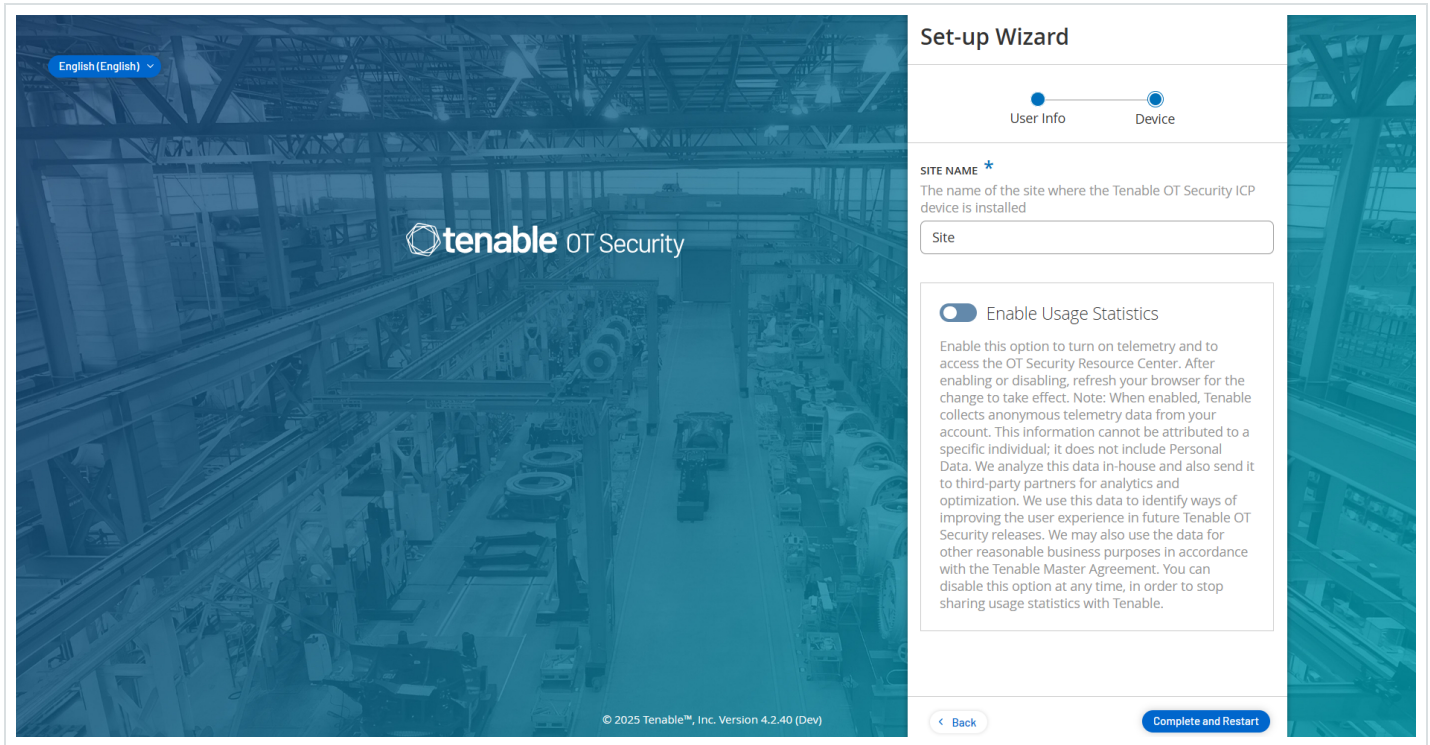 English (English)
tenable OT Security
© 2025 Tenable™, Inc. Version 4.2.40 (Dev)
Set-up Wizard
User Info
Device
SITE NAME *
The name of the site where the Tenable OT Security ICP
device is installed
Site
Enable Usage Statistics
Enable this option to turn on telemetry and to
access the OT Security Resource Center. After
enabling or disabling, refresh your browser for the
change to take effect. Note: When enabled, Tenable
collects anonymous telemetry data from your
account. This information cannot be attributed to a
specific individual; it does not include Personal
Data. We analyze this data in-house and also send it
to third-party partners for analytics and
optimization. We use this data to identify ways of
improving the user experience in future Tenable OT
Security releases. We may also use the data for
other reasonable business purposes in accordance
with the Tenable Master Agreement. You can
disable this option at any time, in order to stop
sharing usage statistics with Tenable.
Back
Complete and Restart